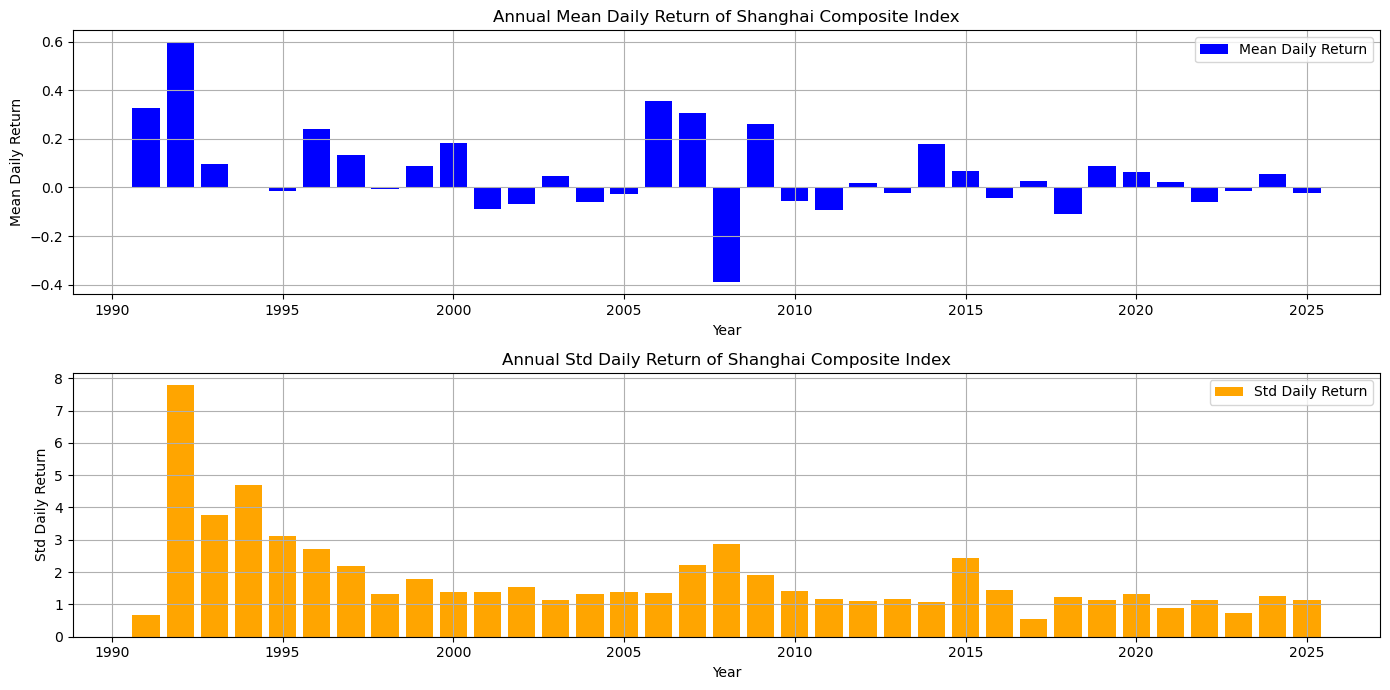 Annual Mean Daily Return of Shanghai Composite Index
Mean Daily Return
0.6
0.4
0.2
0.0
−0.2
−0.4
Mean Daily Return
1990 1995 2000 2005 2010 2015 2020 2025
Year
Annual Std Daily Return of Shanghai Composite Index
Std Daily Return
8
7
6
5
4
3
2
1
0
Std Daily Return
1990 1995 2000 2005 2010 2015 2020 2025
Year